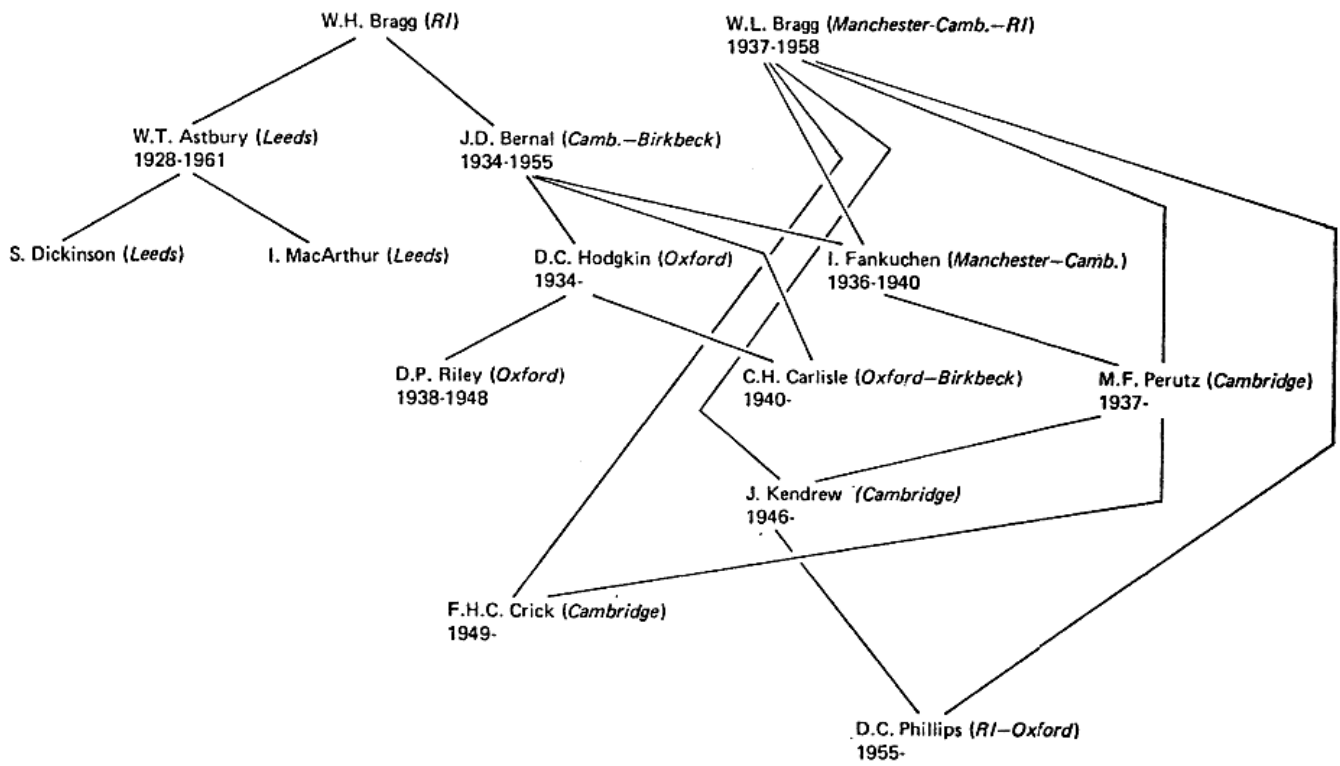 W.H. Bragg (RI)
W.L. Bragg (Manchester-Camb.—RI)
1937-1958
W.T. Astbury (Leeds)
1928-1961
J.D. Bernal (Camb.—Birkbeck)
1934-1955
S. Dickinson (Leeds)
I. MacArthur (Leeds)
D.C. Hodgkin (Oxford)
1934-
I. Fankuchen (Manchester—Camb.)
1936-1940
D.P. Riley (Oxford)
1938-1948
C.H. Carlisle (Oxford—Birkbeck)
1940-
M.F. Perutz (Cambridge)
1937-
J. Kendrew (Cambridge)
1946-
F.H.C. Crick (Cambridge)
1949-
D.C. Phillips (RI—Oxford)
1955-